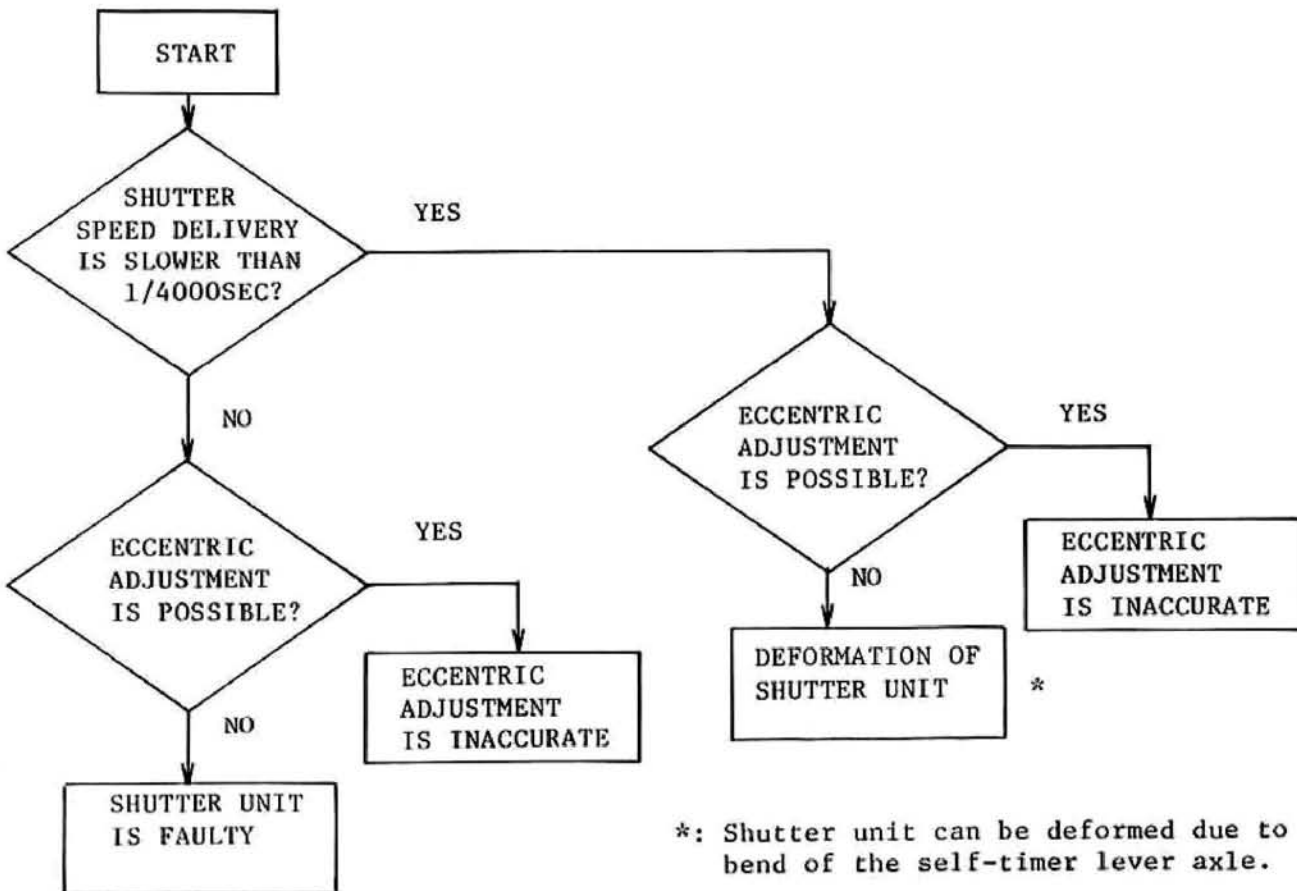 START
SHUTTER
SPEED DELIVERY
IS SLOWER THAN
1/4000SEC?
YES
NO
ECCENTRIC
ADJUSTMENT
IS POSSIBLE?
YES
ECCENTRIC
ADJUSTMENT
IS INACCURATE
NO
DEFORMATION OF
SHUTTER UNIT
*
ECCENTRIC
ADJUSTMENT
IS POSSIBLE?
YES
ECCENTRIC
ADJUSTMENT
IS INACCURATE
NO
SHUTTER UNIT
IS FAULTY
*: Shutter unit can be deformed due to
bend of the self-timer lever axle.